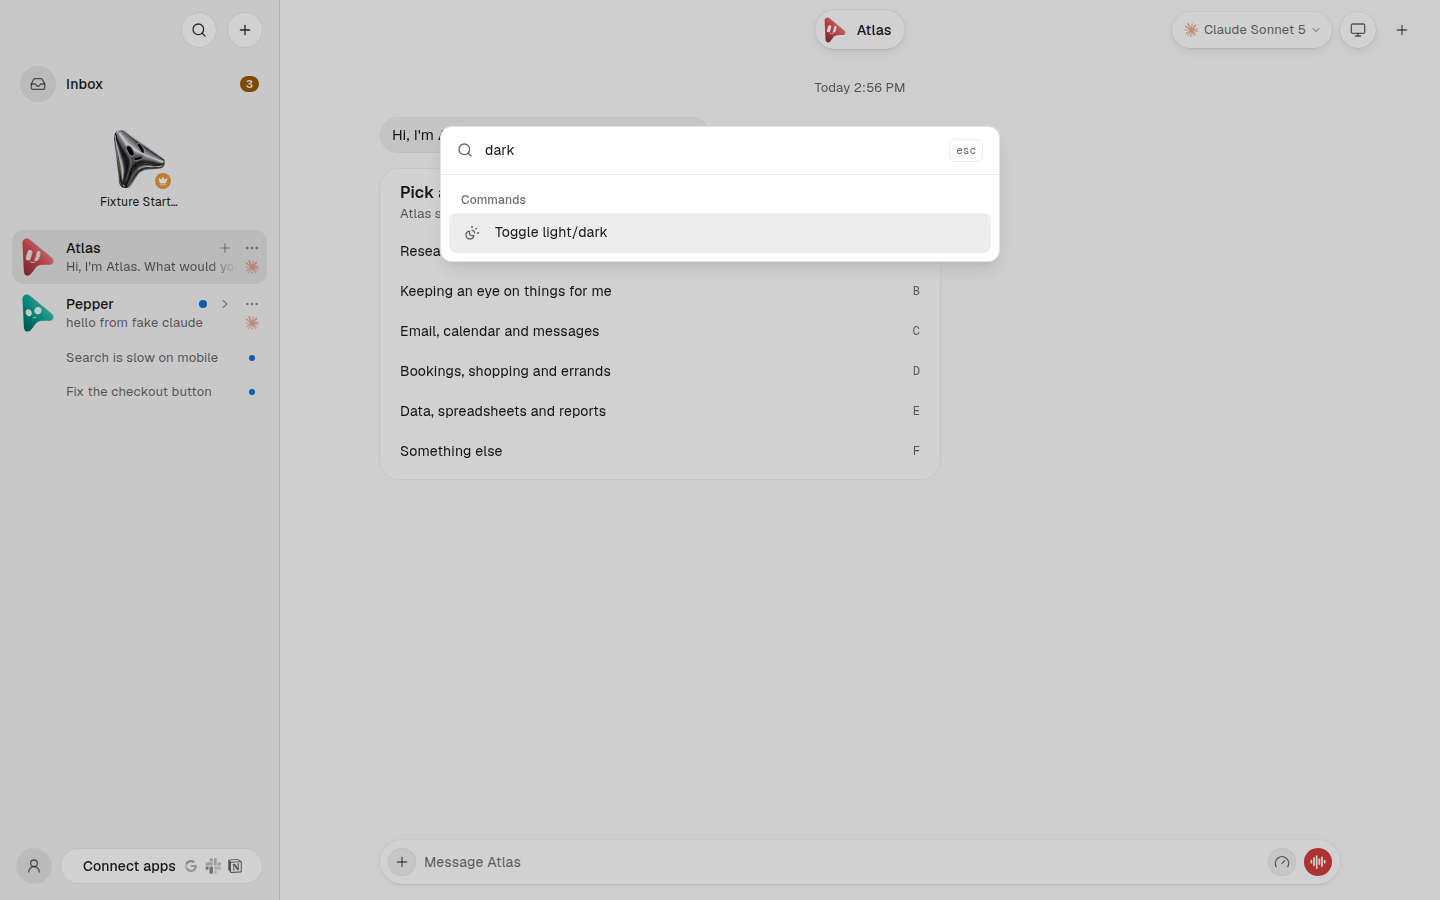 Inbox
3
Fixture Start...
Atlas
Hi, I'm Atlas. What would yo
Pepper
hello from fake claude
Search is slow on mobile
Fix the checkout button
Connect apps
Atlas
Claude Sonnet 5
Today 2:56 PM
Hi, I'm
dark
esc
Commands
Toggle light/dark
Pick
Atlas s
Resea
Keeping an eye on things for me B
Email, calendar and messages C
Bookings, shopping and errands D
Data, spreadsheets and reports E
Something else F
Message Atlas